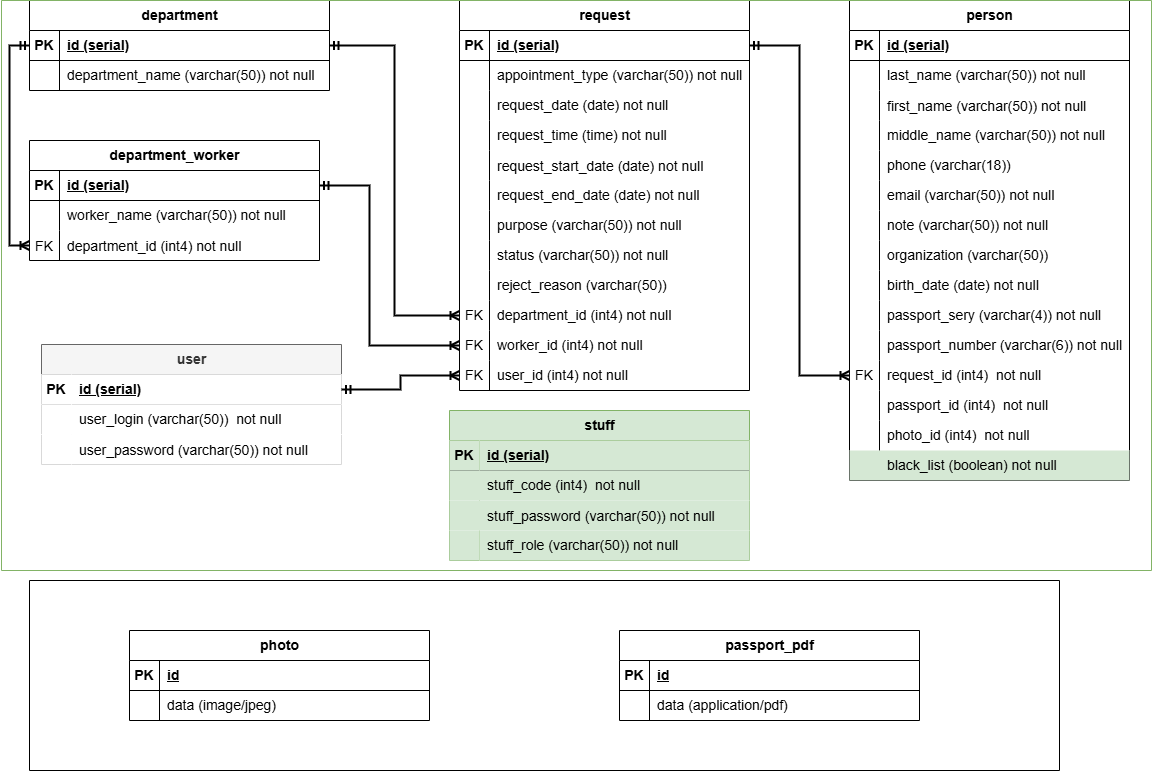 department
PK id (serial)
department_name (varchar(50)) not null
department_worker
PK id (serial)
worker_name (varchar(50)) not null
FK department_id (int4) not null
user
PK id (serial)
user_login (varchar(50))  not null
user_password (varchar(50)) not null
request
PK id (serial)
appointment_type (varchar(50)) not null
request_date (date) not null
request_time (time) not null
request_start_date (date) not null
request_end_date (date) not null
purpose (varchar(50)) not null
status (varchar(50)) not null
reject_reason (varchar(50))
FK department_id (int4) not null
FK worker_id (int4) not null
FK user_id (int4) not null
stuff
PK id (serial)
stuff_code (int4)  not null
stuff_password (varchar(50)) not null
stuff_role (varchar(50)) not null
person
PK id (serial)
last_name (varchar(50)) not null
first_name (varchar(50)) not null
middle_name (varchar(50)) not null
phone (varchar(18))
email (varchar(50)) not null
note (varchar(50)) not null
organization (varchar(50))
birth_date (date) not null
passport_sery (varchar(4)) not null
passport_number (varchar(6)) not null
FK request_id (int4)  not null
passport_id (int4)  not null
photo_id (int4)  not null
black_list (boolean) not null
photo
PK id
data (image/jpeg)
passport_pdf
PK id
data (application/pdf)